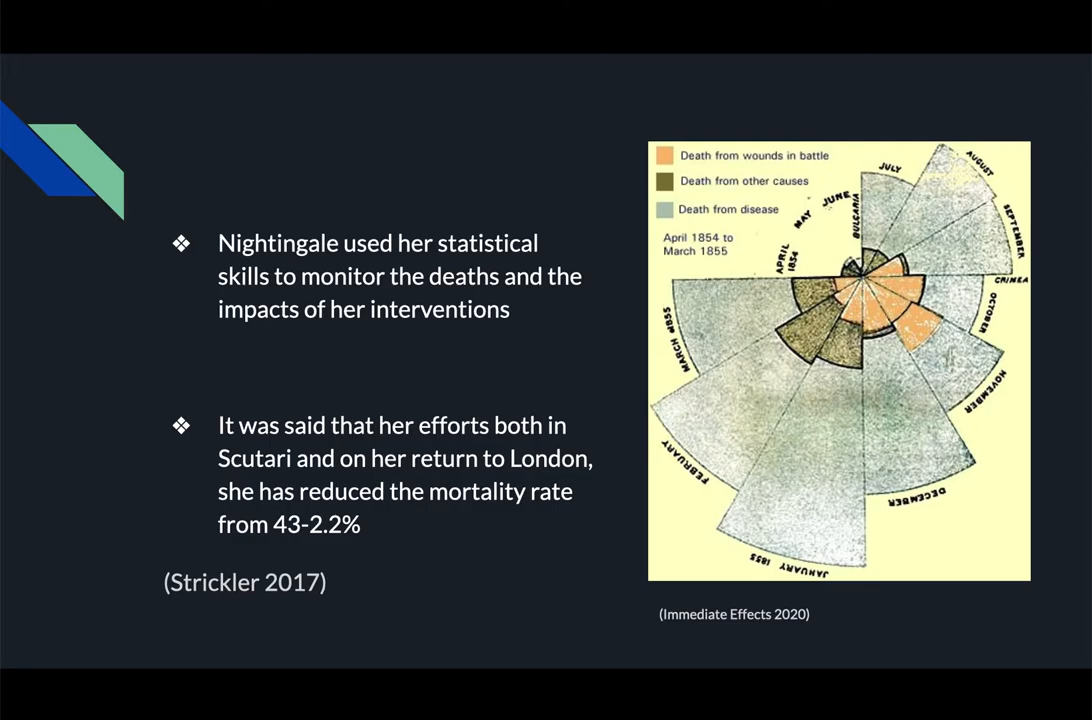 ❖ Nightingale used her statistical
skills to monitor the deaths and the
impacts of her interventions
❖ It was said that her efforts both in
Scutari and on her return to London,
she has reduced the mortality rate
from 43-2.2%
(Strickler 2017)
Death from wounds in battle
Death from other causes
Death from disease
April 1854 to
March 1855
APRIL
1854
MAY
JUNE
BULGARIA
JULY
AUGUST
SEPTEMBER
CRIMEA
OCTOBER
NOVEMBER
DECEMBER
JANUARY 1855
FEBRUARY
MARCH 1855
(Immediate Effects 2020)